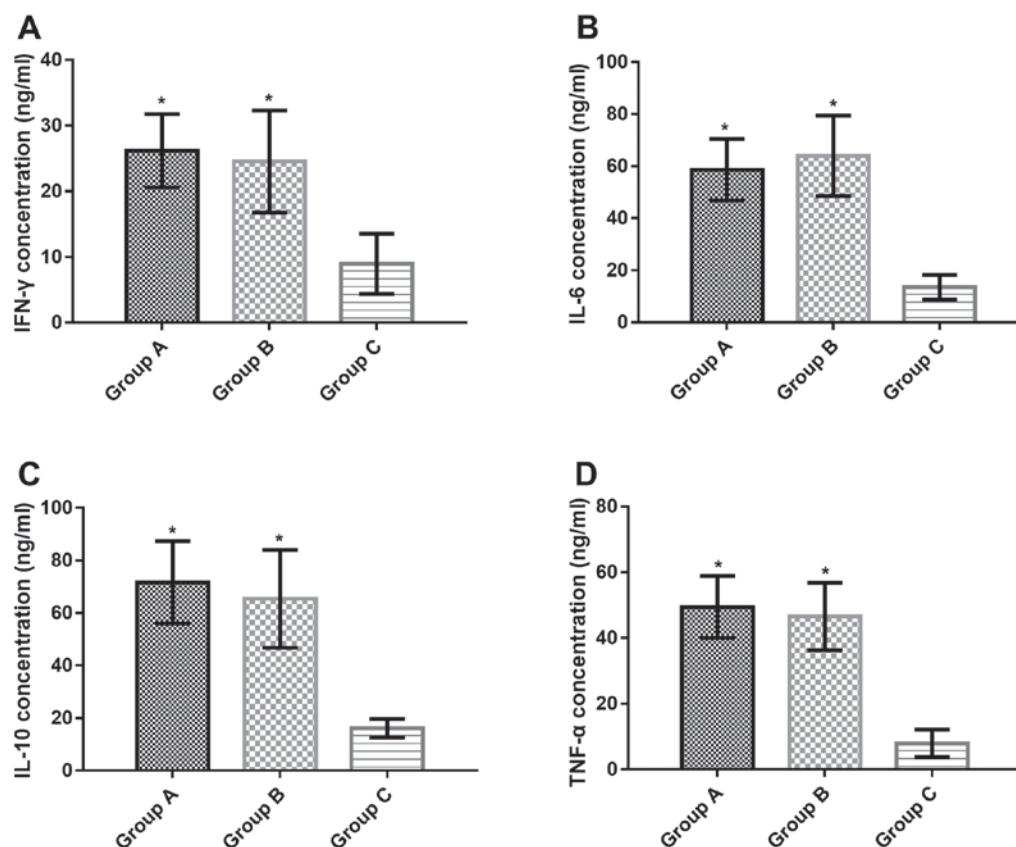 A
IFN-γ concentration (ng/ml)
40
30
20
10
0
*
*
Group A
Group B
Group C
B
IL-6 concentration (ng/ml)
100
80
60
40
20
0
*
*
Group A
Group B
Group C
C
IL-10 concentration (ng/ml)
100
80
60
40
20
0
*
*
Group A
Group B
Group C
D
TNF-α concentration (ng/ml)
80
60
40
20
0
*
*
Group A
Group B
Group C